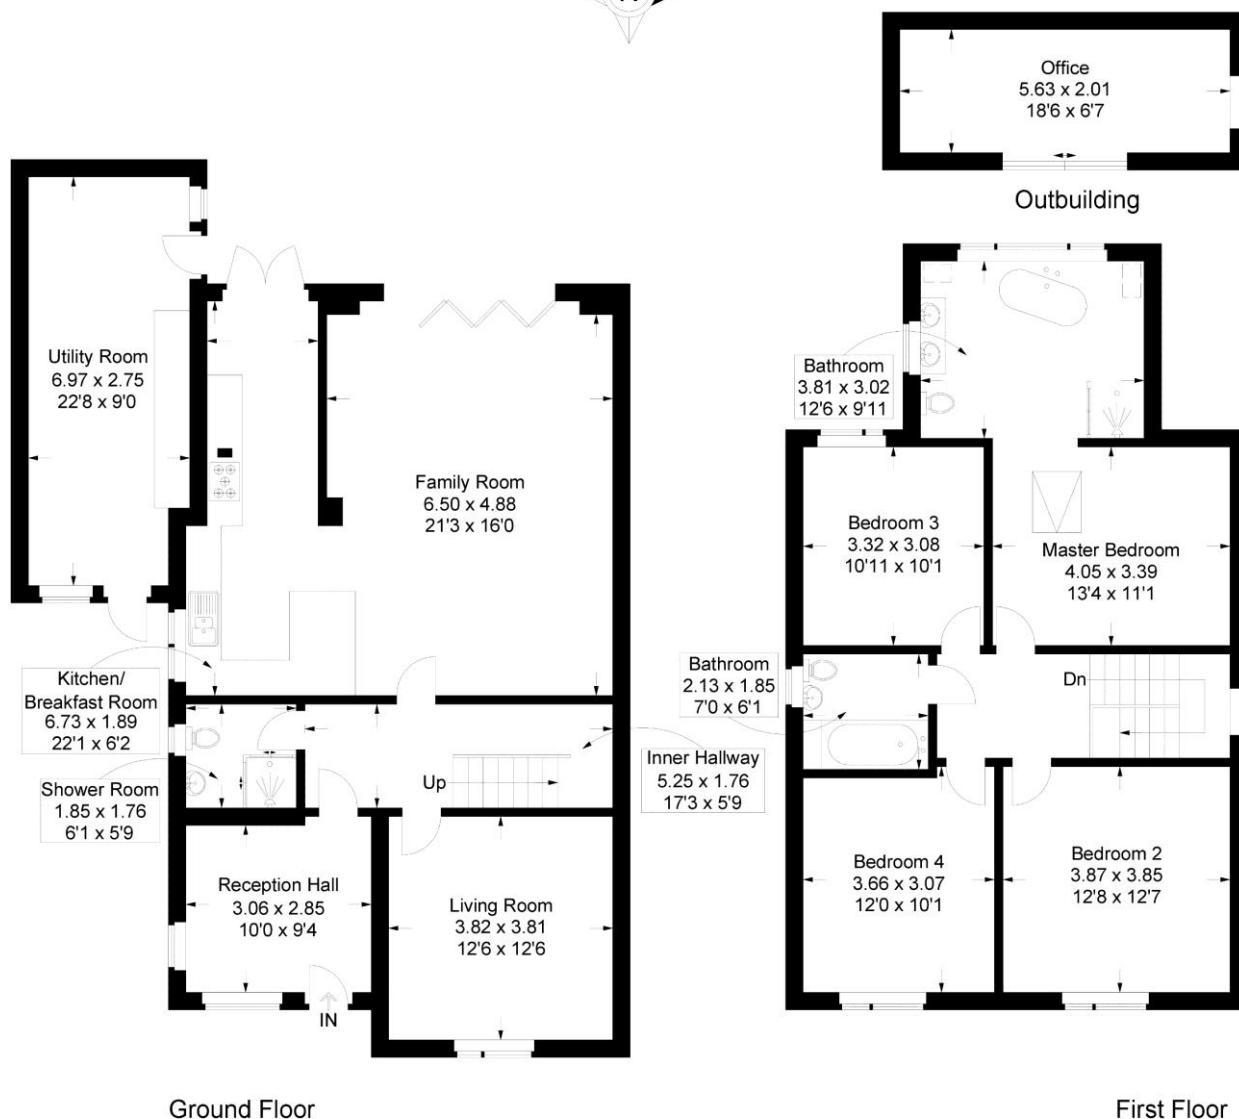 Office
5.63 x 2.01
18'6 x 6'7
Outbuilding
Utility Room
6.97 x 2.75
22'8 x 9'0
Family Room
6.50 x 4.88
21'3 x 16'0
Kitchen/
Breakfast Room
6.73 x 1.89
22'1 x 6'2
Shower Room
1.85 x 1.76
6'1 x 5'9
Up
Inner Hallway
5.25 x 1.76
17'3 x 5'9
Reception Hall
3.06 x 2.85
10'0 x 9'4
Living Room
3.82 x 3.81
12'6 x 12'6
IN
Ground Floor
Bathroom
3.81 x 3.02
12'6 x 9'11
Bedroom 3
3.32 x 3.08
10'11 x 10'1
Master Bedroom
4.05 x 3.39
13'4 x 11'1
Bathroom
2.13 x 1.85
7'0 x 6'1
Dn
Bedroom 4
3.66 x 3.07
12'0 x 10'1
Bedroom 2
3.87 x 3.85
12'8 x 12'7
First Floor